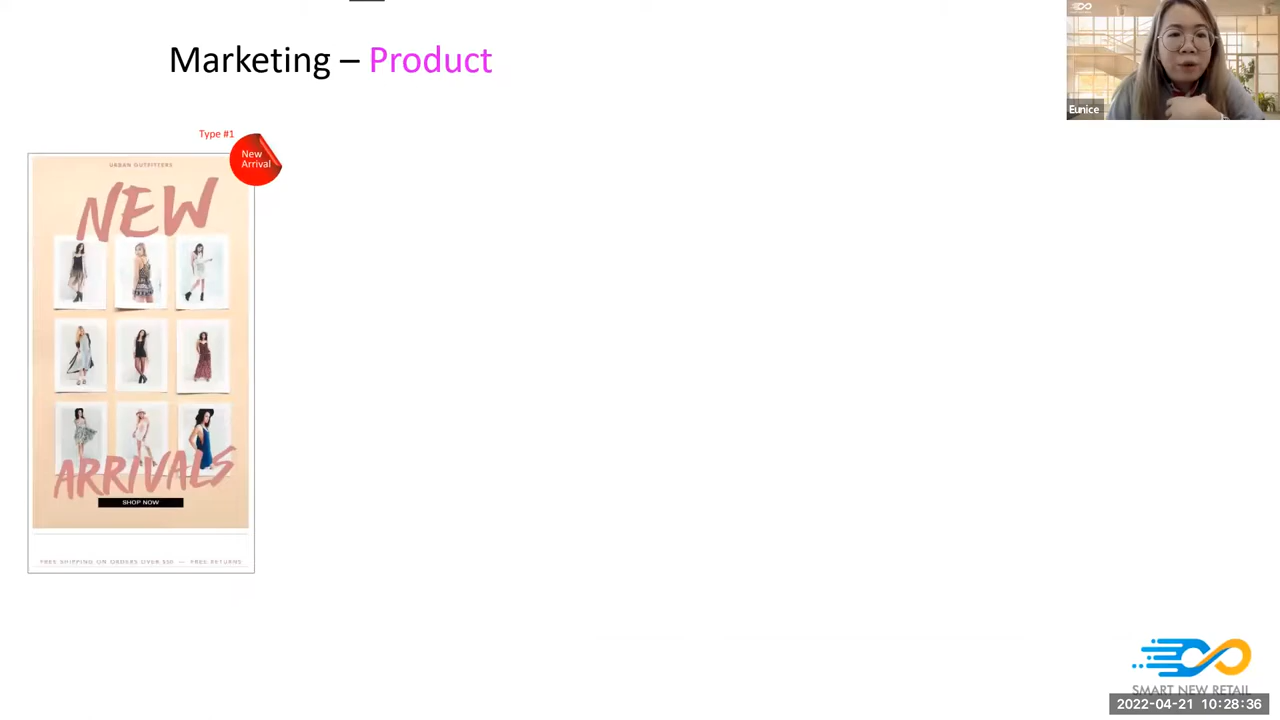 Marketing – Product
Eunice
Type #1
New
Arrival
URBAN OUTFITTERS
NEW
ARRIVALS
SHOP NOW
FREE SHIPPING ON ORDERS OVER $50 — FREE RETURNS
SMART NEW RETAIL
2022-04-21 10:28:36